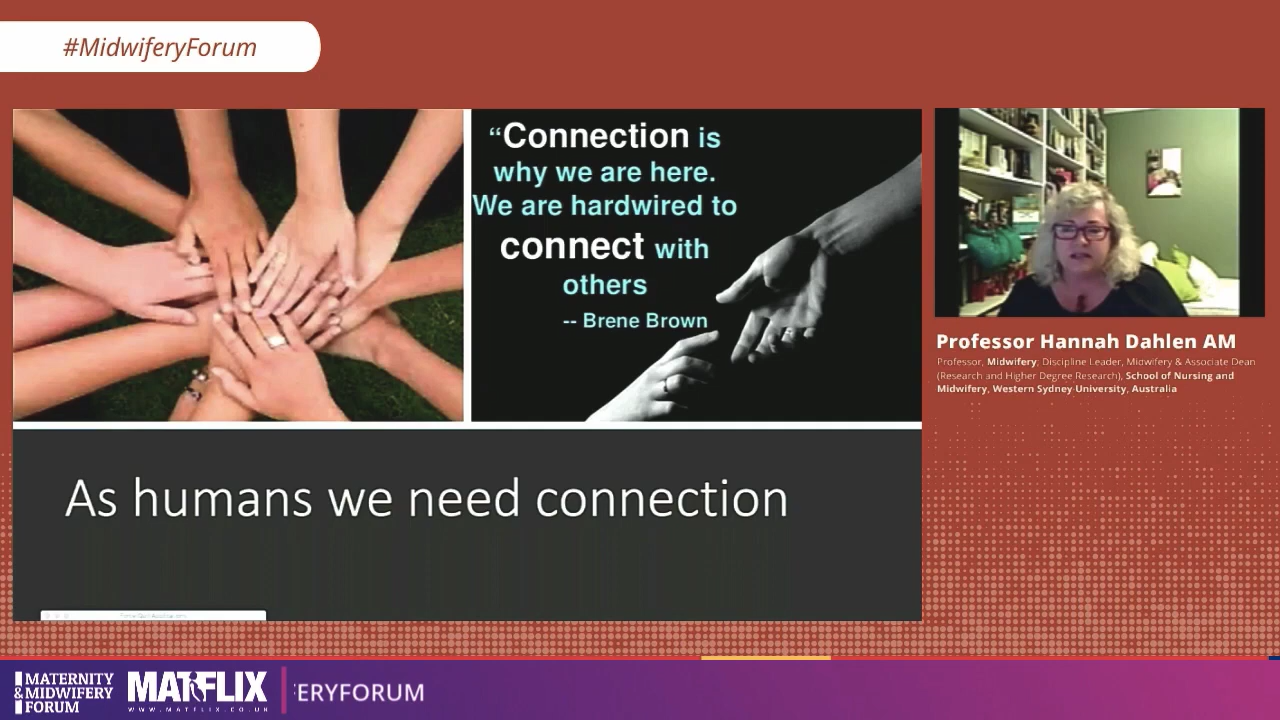 #MidwiferyForum
“Connection is
why we are here.
We are hardwired to
connect with
others
-- Brene Brown
As humans we need connection
Professor Hannah Dahlen AM
Professor, Midwifery; Discipline Leader, Midwifery & Associate Dean
(Research and Higher Degree Research), School of Nursing and
Midwifery, Western Sydney University, Australia
MATERNITY
& MIDWIFERY
FORUM
MATFLIX
WWW.MATFLIX.CO.UK
ERYFORUM